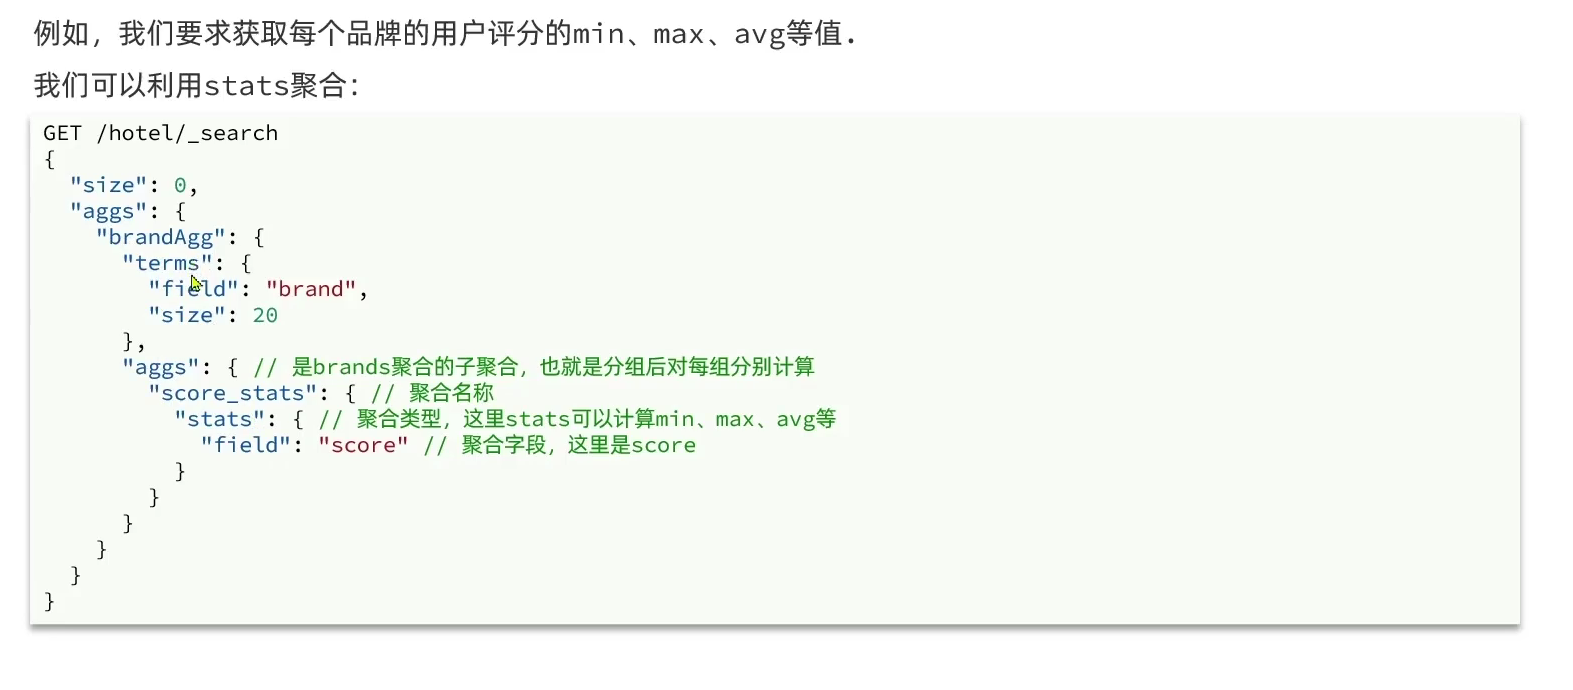 例如，我们要求获取每个品牌的用户评分的min、max、avg等值.
我们可以利用stats聚合：
GET /hotel/_search
{
  "size": 0,
  "aggs": {
    "brandAgg": {
      "terms": {
        "field": "brand",
        "size": 20
      },
      "aggs": { // 是brands聚合的子聚合，也就是分组后对每组分别计算
        "score_stats": { // 聚合名称
          "stats": { // 聚合类型，这里stats可以计算min、max、avg等
            "field": "score" // 聚合字段，这里是score
          }
        }
      }
    }
  }
}